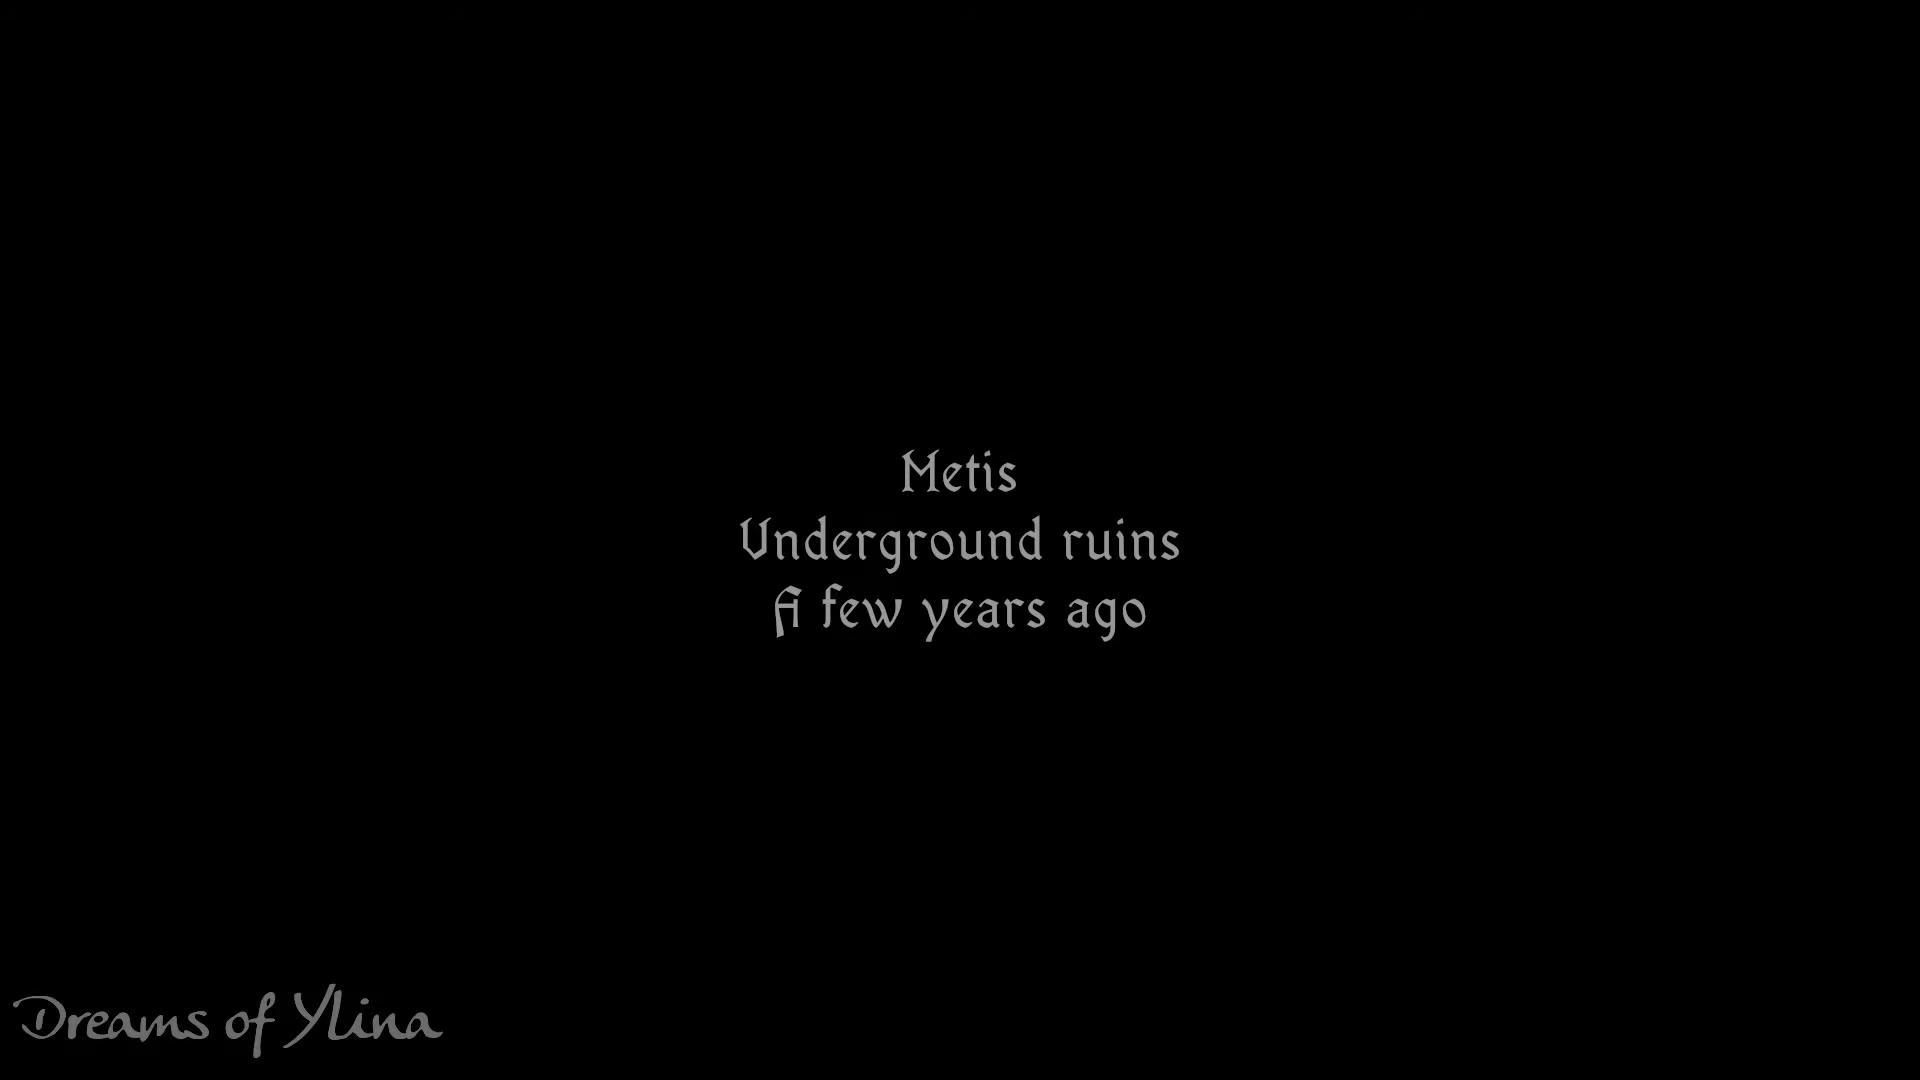 Metis
Underground ruins
A few years ago
Dreams of Ylina